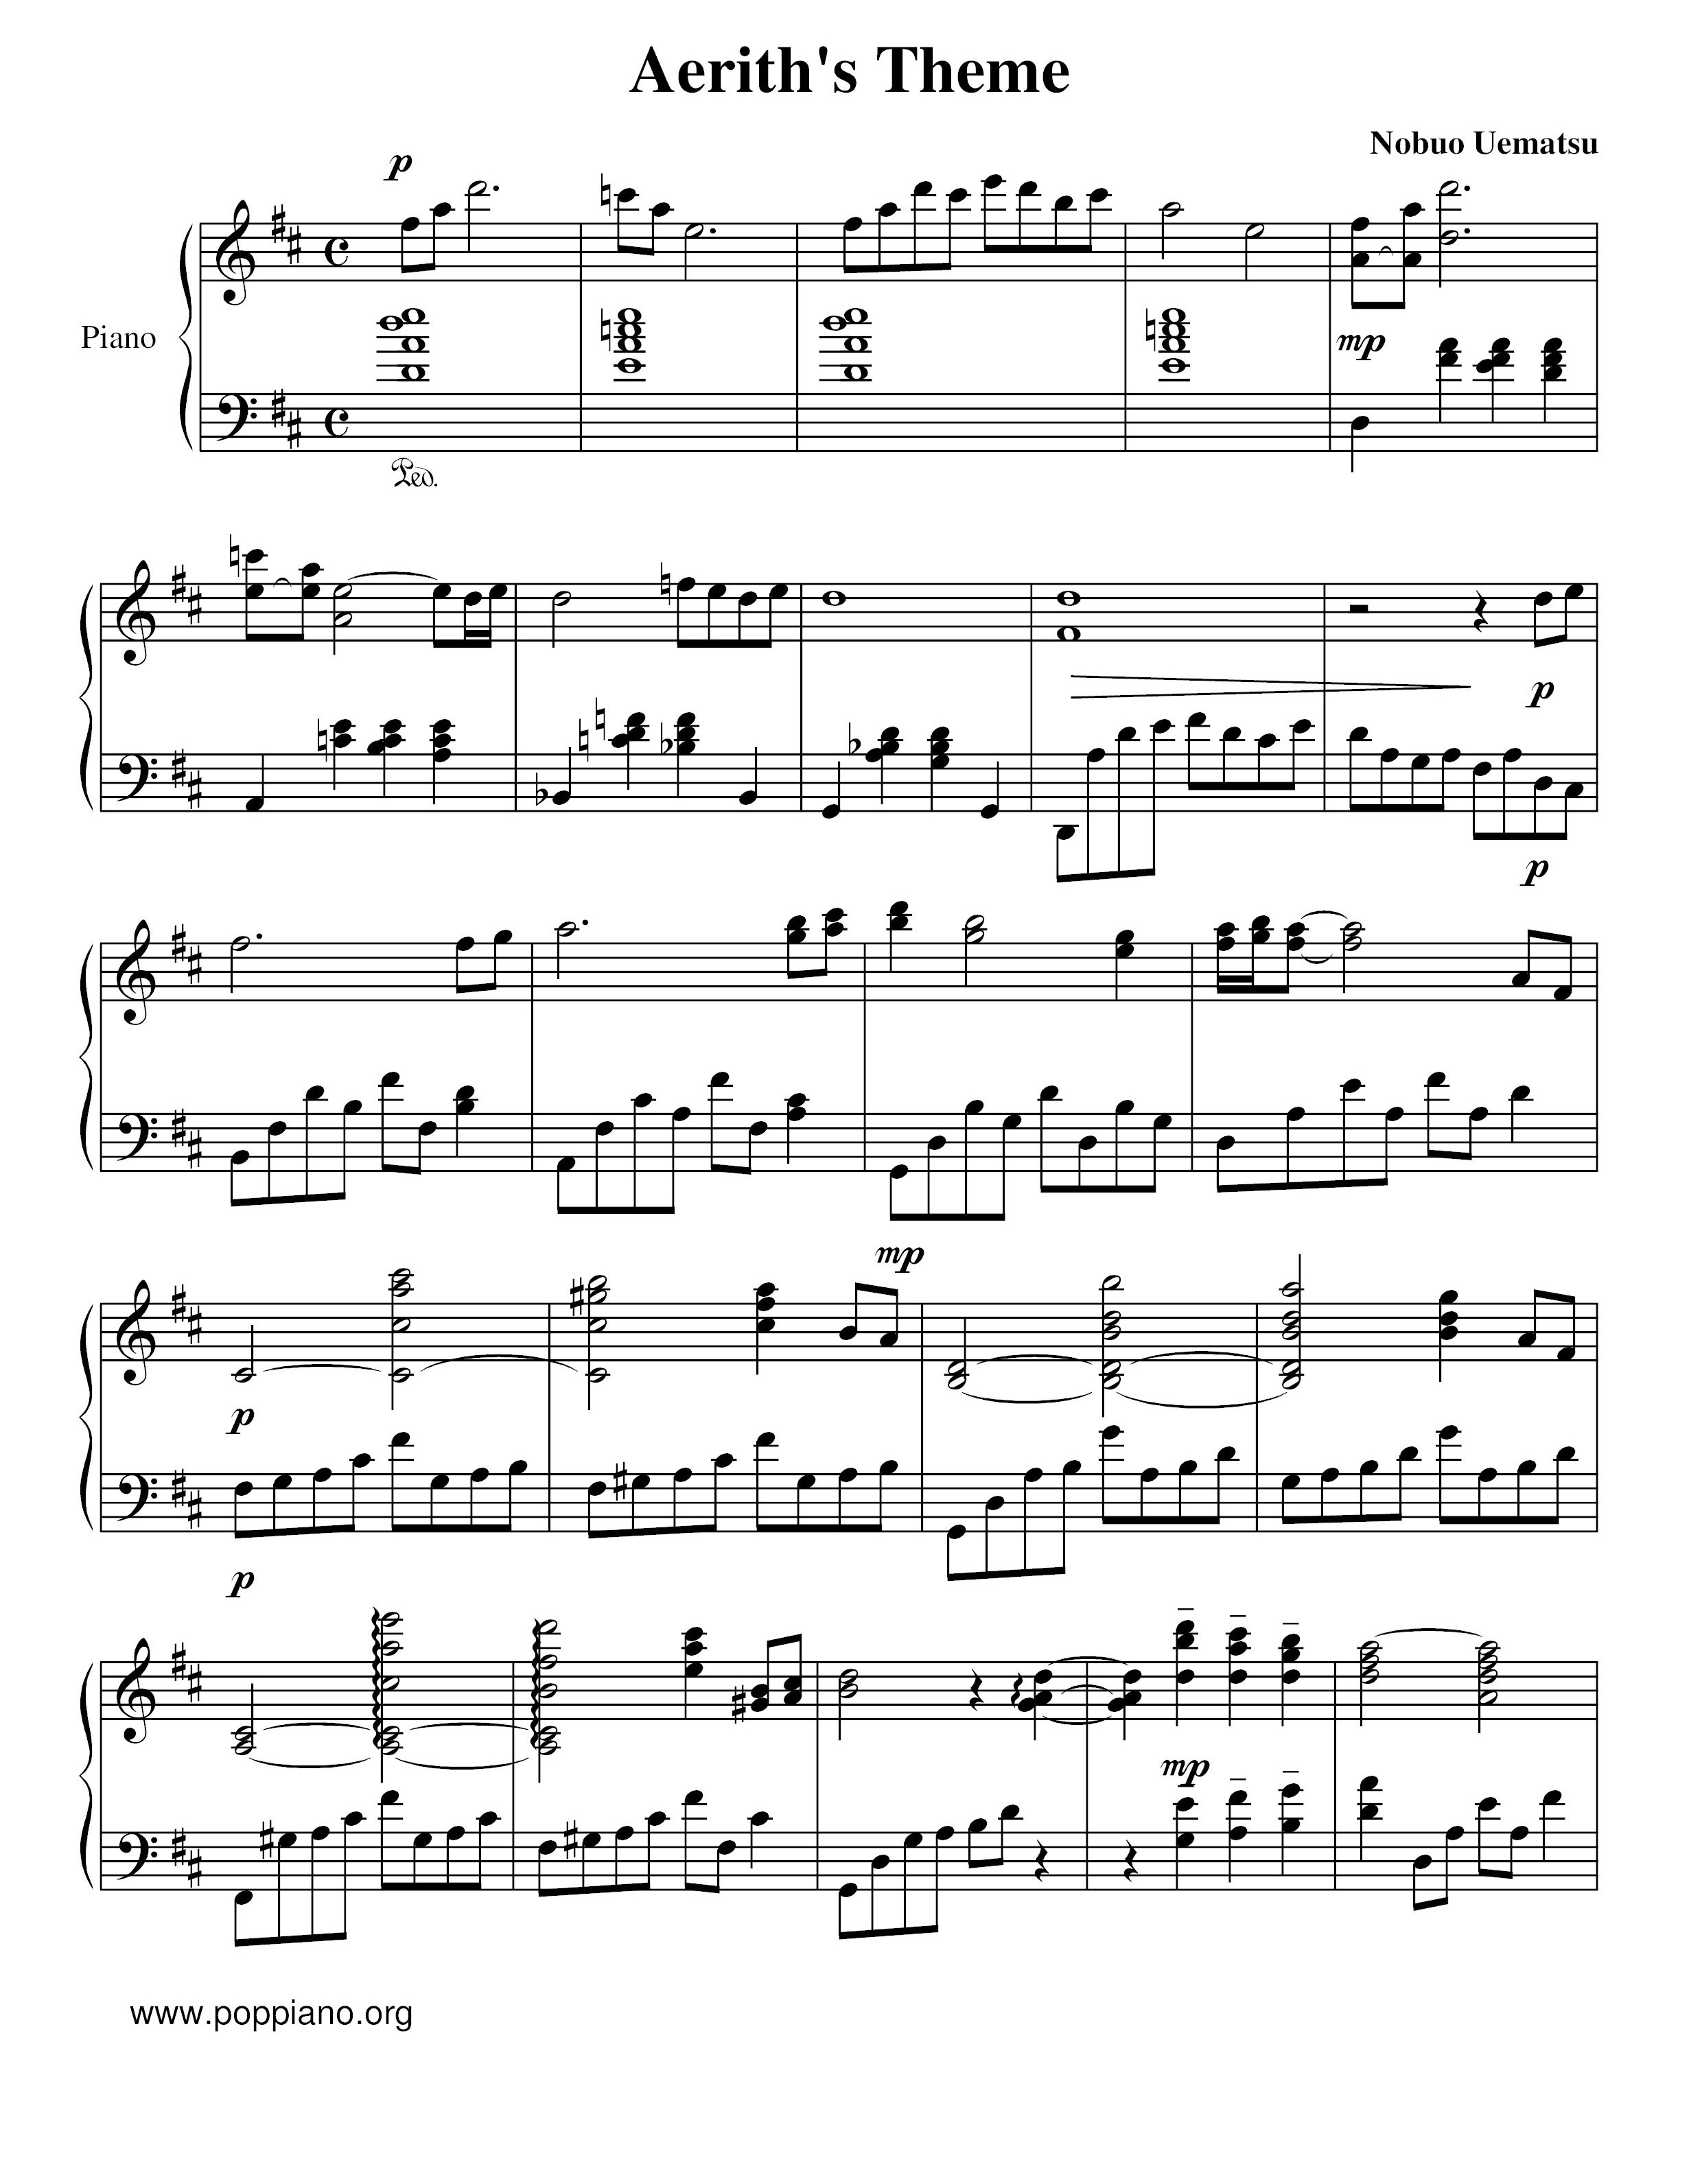 Aerith's Theme
Nobuo Uematsu
p
Piano
mp
Ped.
p
p
mp
p
p
mp
www.poppiano.org